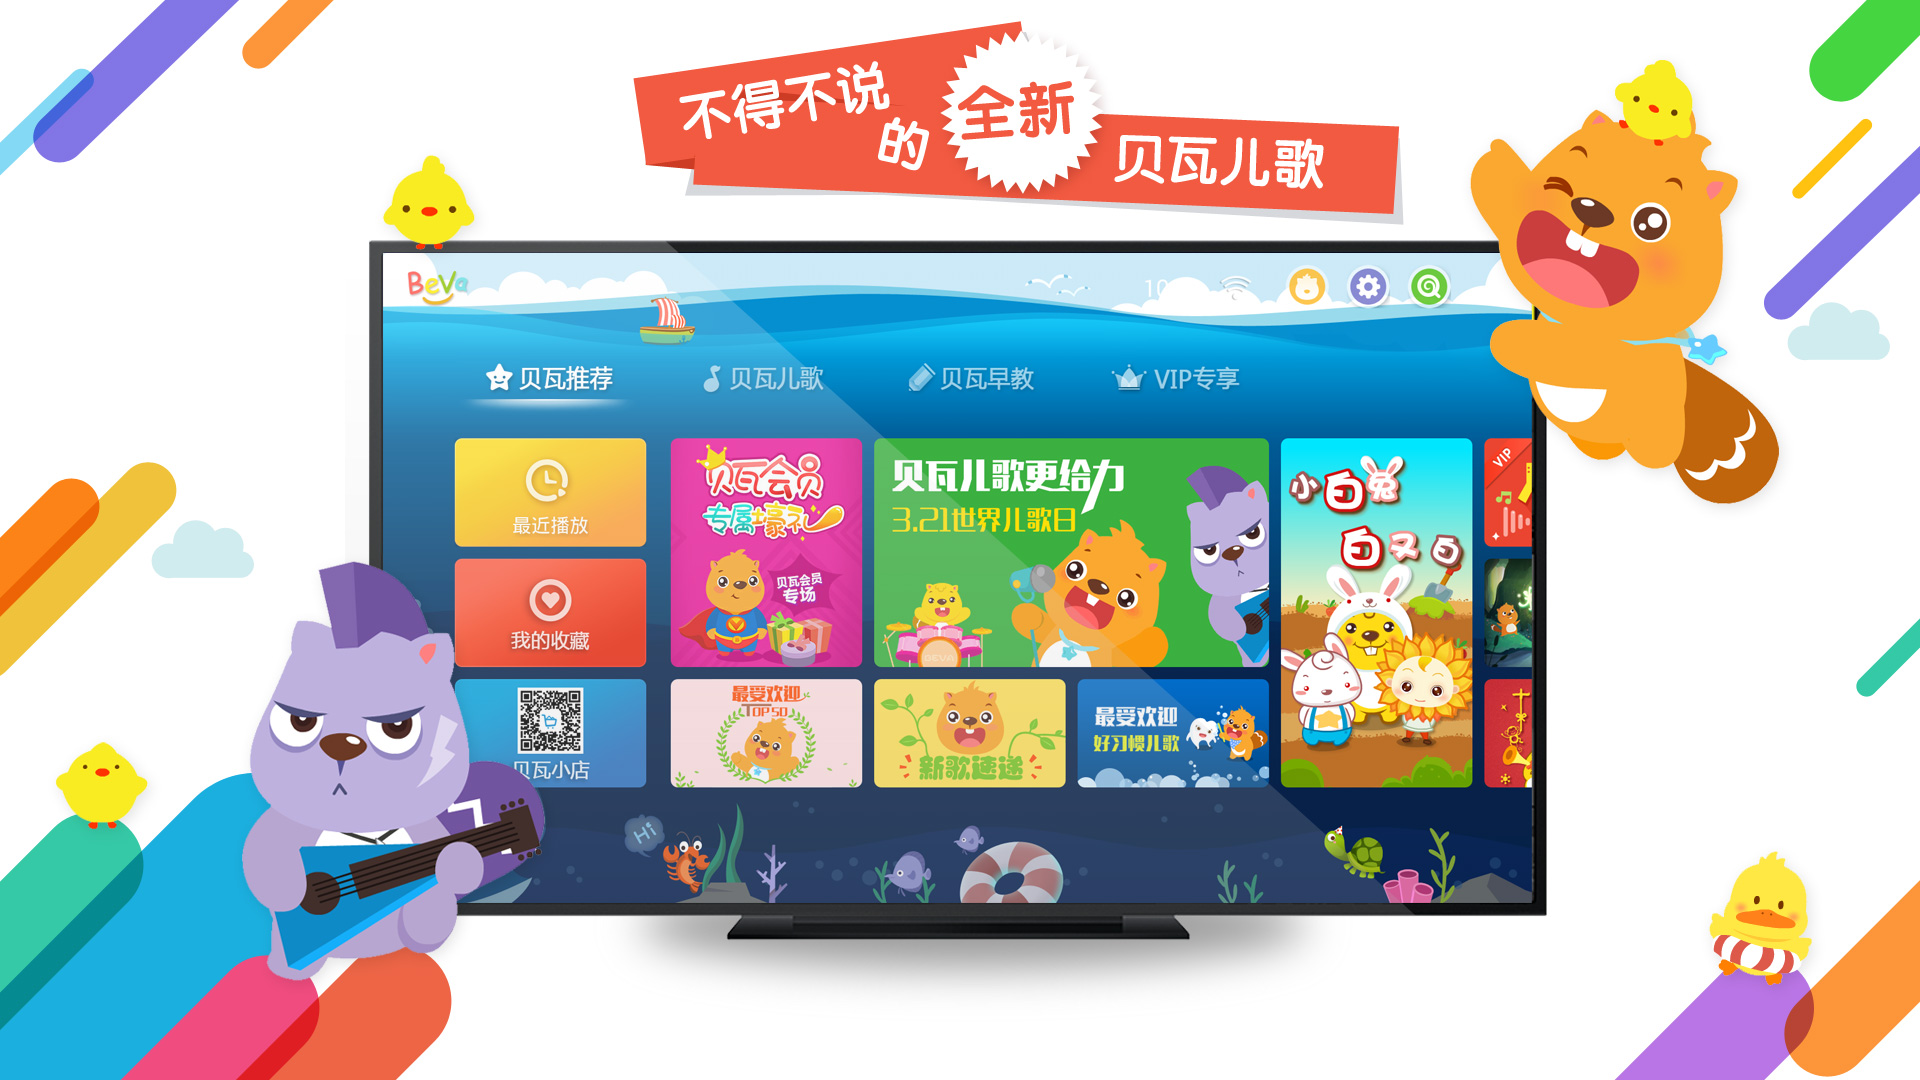 不得不说
的
全新
贝瓦儿歌
BeVa
贝瓦推荐
贝瓦儿歌
贝瓦早教
VIP专享
最近播放
我的收藏
贝瓦小店
贝瓦会员
专属壕礼
贝瓦会员
专场
贝瓦儿歌更给力
3.21世界儿歌日
BEVA
小白兔
白又白
VIP
最受欢迎
TOP50
新歌速递
最受欢迎
好习惯儿歌
Hi